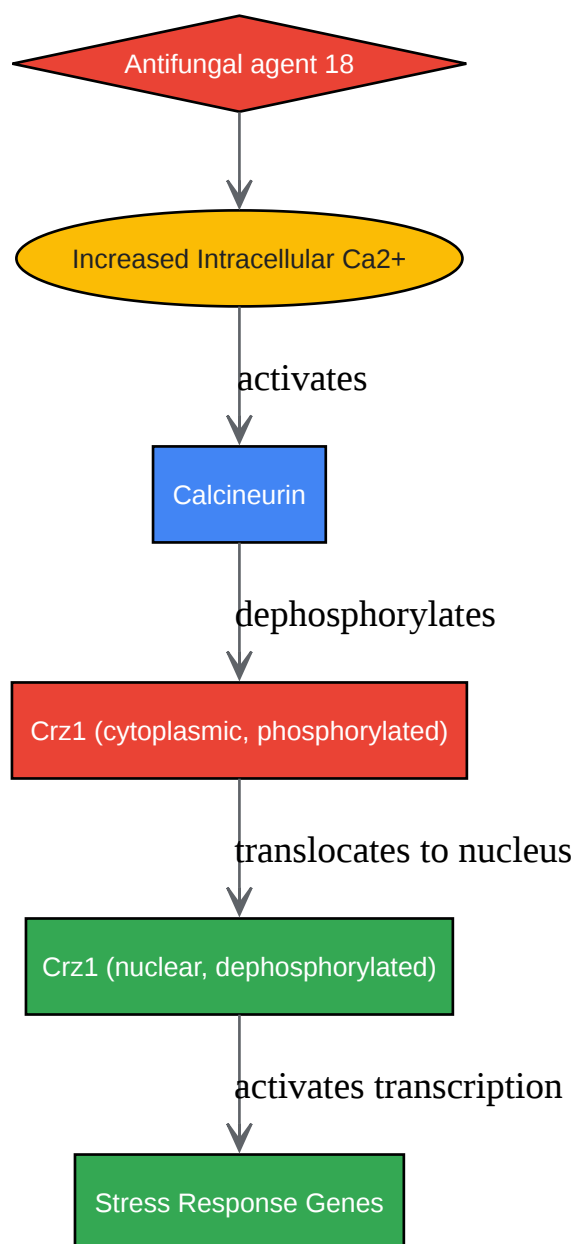 Antifungal agent 18
Increased Intracellular Ca2+
activates
Calcineurin
dephosphorylates
Crz1 (cytoplasmic, phosphorylated)
translocates to nucleus
Crz1 (nuclear, dephosphorylated)
activates transcription
Stress Response Genes